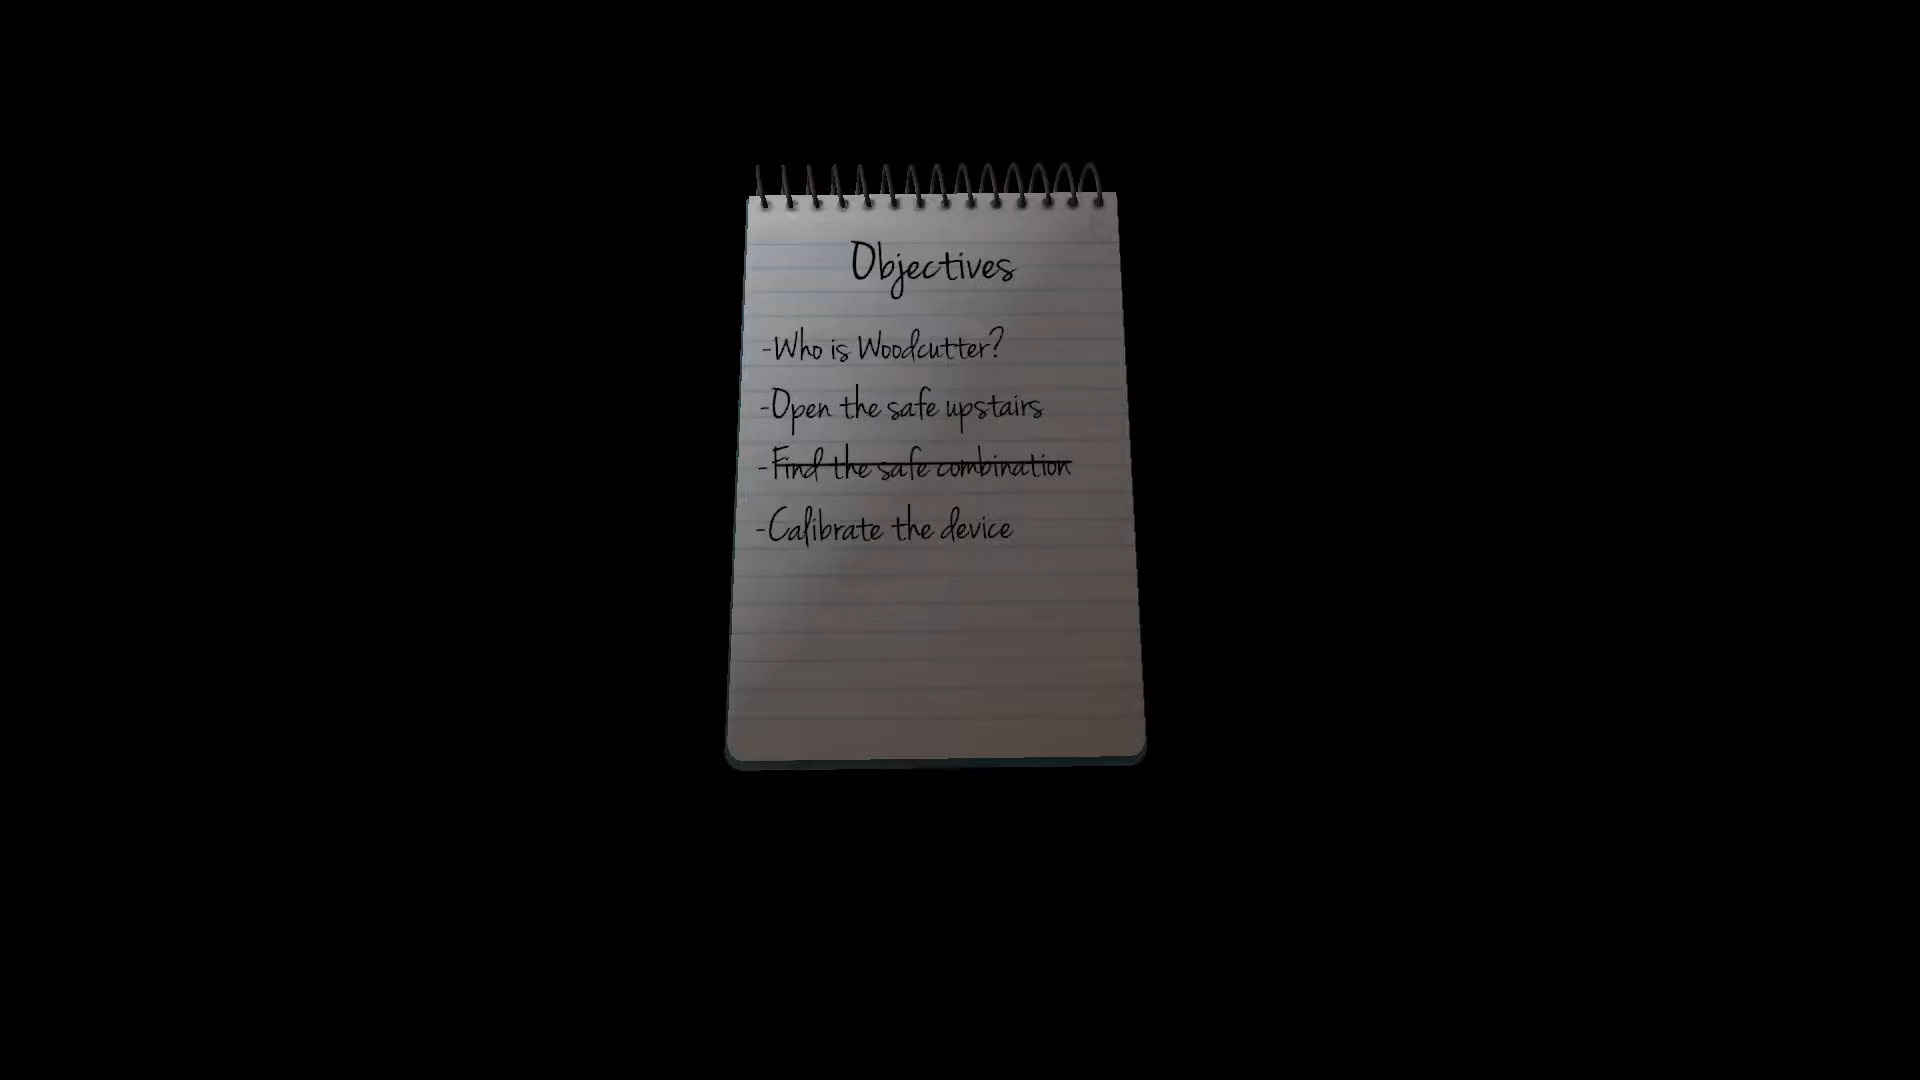 Objectives
-Who is Woodcutter?
-Open the safe upstairs
-Find the safe combination
-Calibrate the device